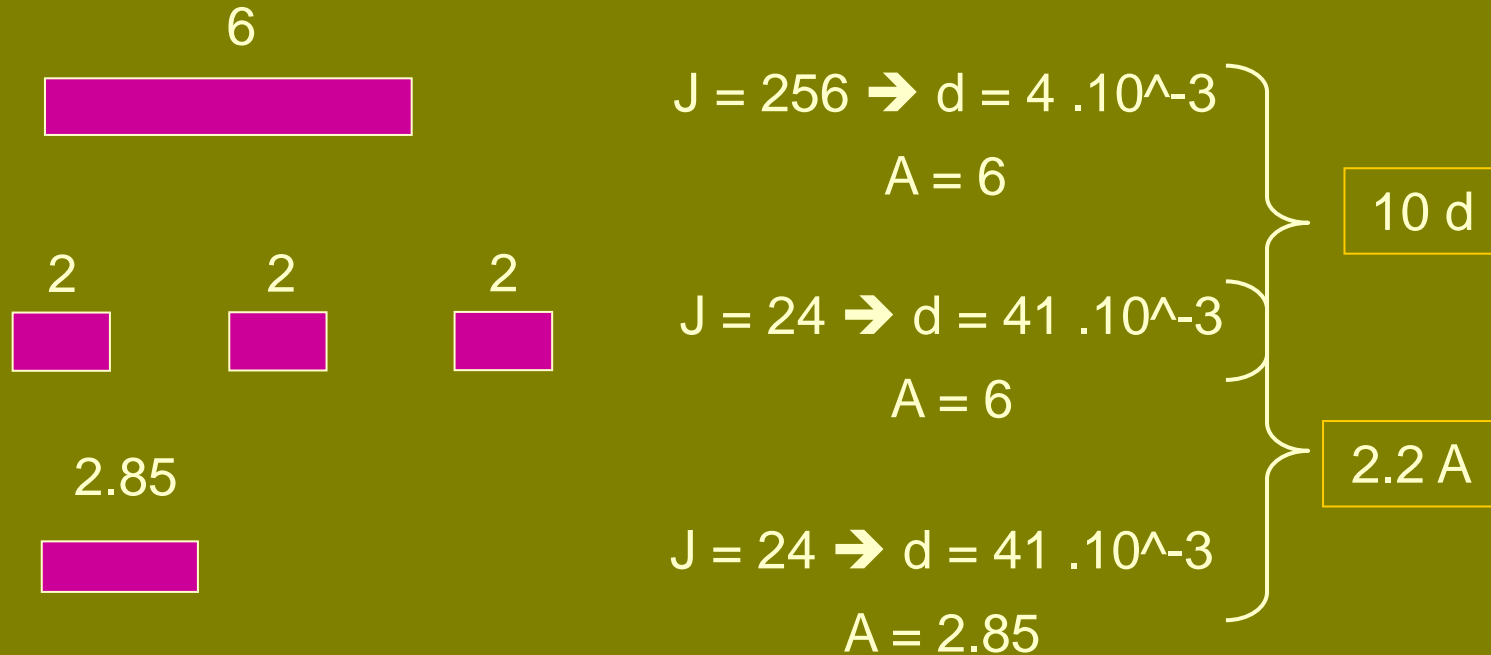 6
J = 256 ➔ d = 4 .10^-3
A = 6
10 d
2 2 2
J = 24 ➔ d = 41 .10^-3
A = 6
2.2 A
2.85
J = 24 ➔ d = 41 .10^-3
A = 2.85